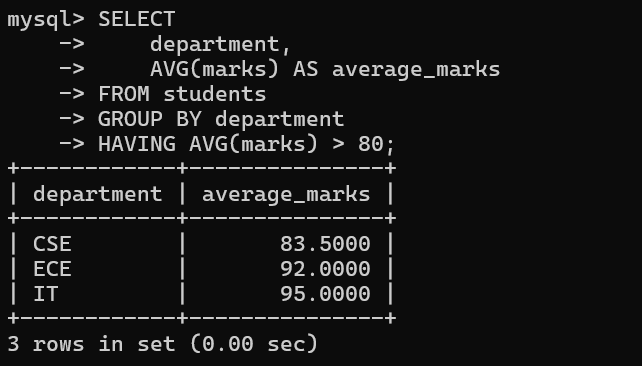 mysql> SELECT
    ->     department,
    ->     AVG(marks) AS average_marks
    -> FROM students
    -> GROUP BY department
    -> HAVING AVG(marks) > 80;
+------------+---------------+
| department | average_marks |
+------------+---------------+
| CSE        |       83.5000 |
| ECE        |       92.0000 |
| IT         |       95.0000 |
+------------+---------------+
3 rows in set (0.00 sec)